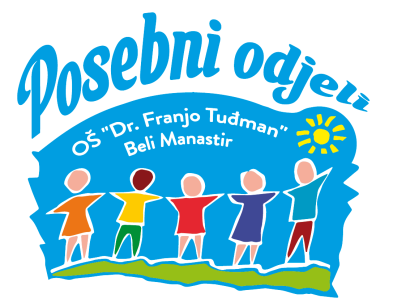 Posebni odjeli
OŠ "Dr. Franjo Tuđman"
Beli Manastir